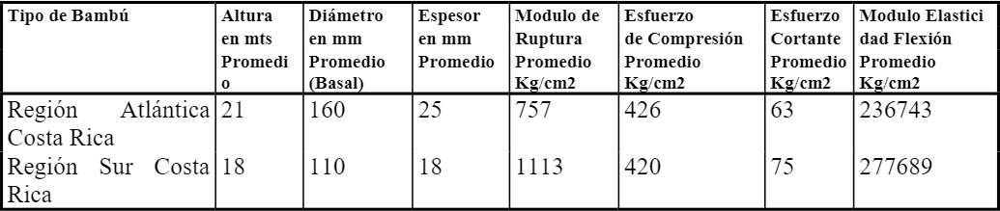 Tipo de Bambú
Altura
en mts
Promedi
o
Diámetro
en mm
Promedio
(Basal)
Espesor
en mm
Promedio
Modulo de
Ruptura
Promedio
Kg/cm2
Esfuerzo
de Compresión
Promedio
Kg/cm2
Esfuerzo
Cortante
Promedio
Kg/cm2
Modulo Elastici
dad Flexión
Promedio
Kg/cm2
Región Atlántica
Costa Rica
21
160
25
757
426
63
236743
Región Sur Costa
Rica
18
110
18
1113
420
75
277689